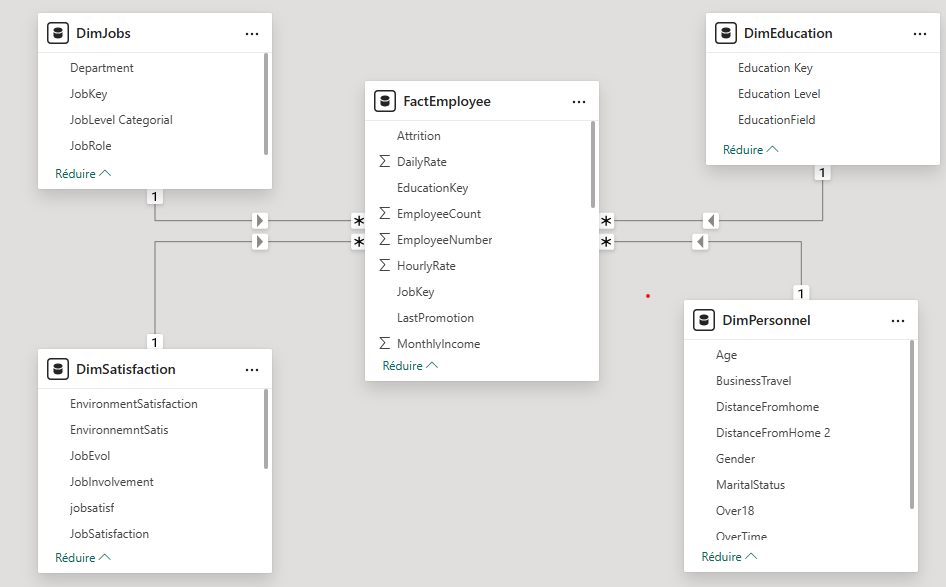 DimJobs
Department
JobKey
JobLevel Categorial
JobRole
Réduire
1
DimEducation
Education Key
Education Level
EducationField
Réduire
1
FactEmployee
Attrition
DailyRate
EducationKey
EmployeeCount
EmployeeNumber
HourlyRate
JobKey
LastPromotion
MonthlyIncome
Réduire
*
*
*
*
1
DimSatisfaction
EnvironmentSatisfaction
EnvironnemntSatis
JobEvol
JobInvolvement
jobsatisf
JobSatisfaction
Réduire
1
DimPersonnel
Age
BusinessTravel
DistanceFromhome
DistanceFromHome 2
Gender
MaritalStatus
Over18
OverTime
Réduire